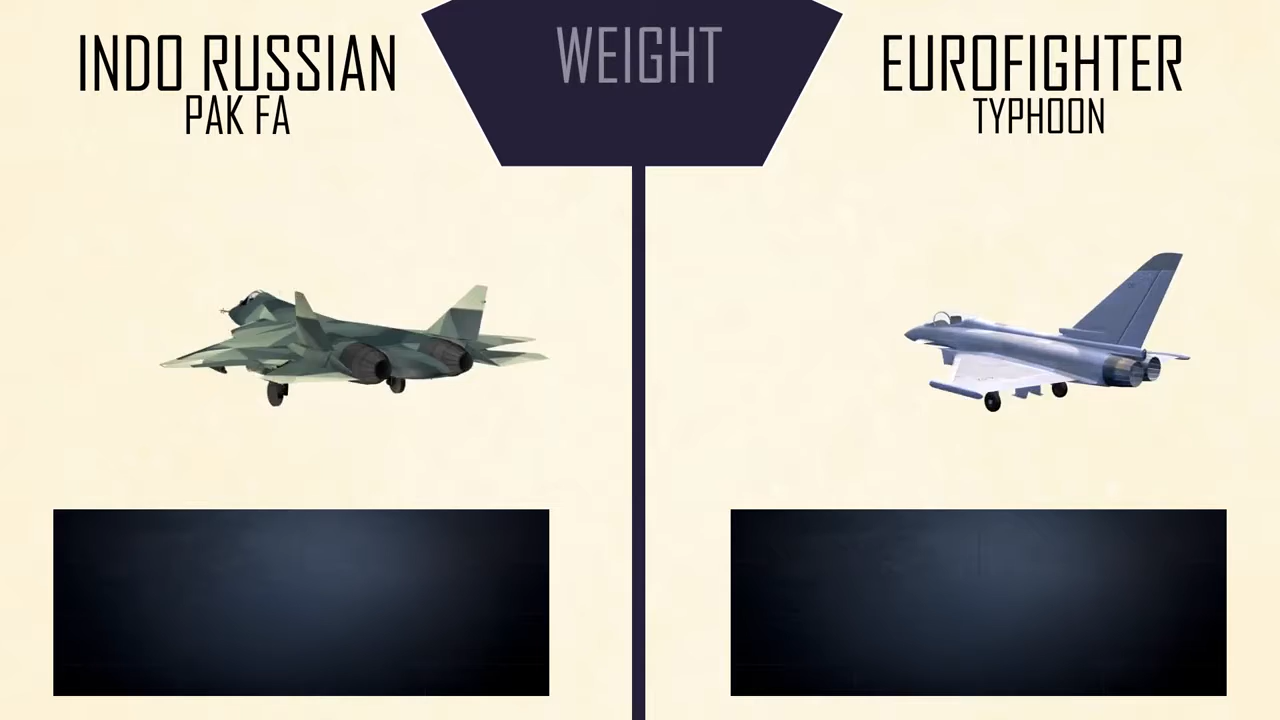 INDO RUSSIAN
PAK FA
WEIGHT
EUROFIGHTER
TYPHOON